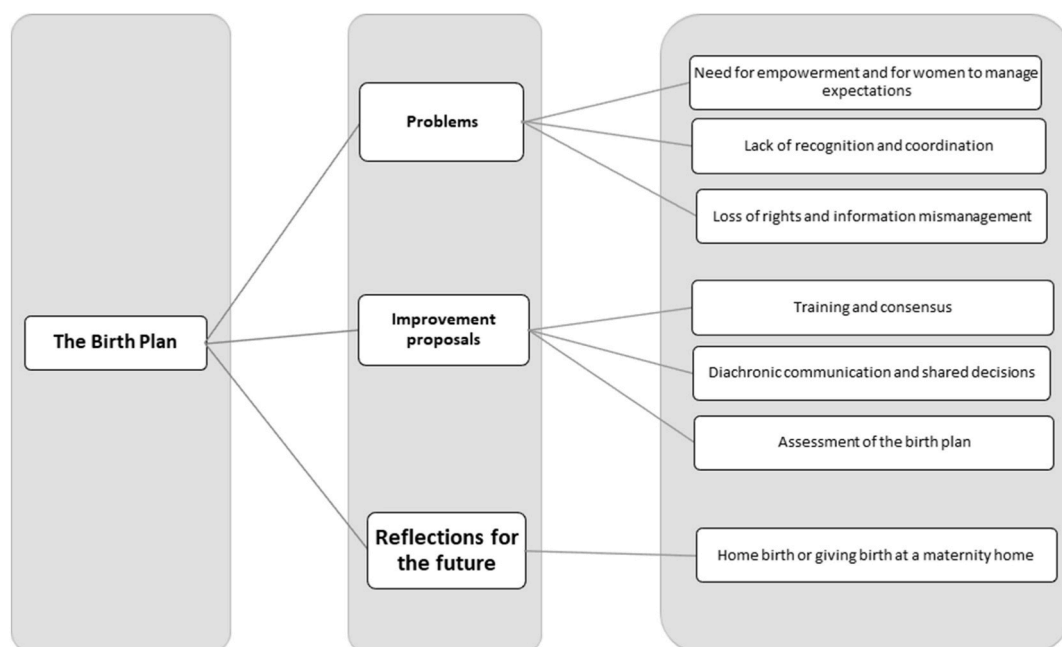 The Birth Plan
Problems
Need for empowerment and for women to manage
expectations
Lack of recognition and coordination
Loss of rights and information mismanagement
Improvement
proposals
Training and consensus
Diachronic communication and shared decisions
Assessment of the birth plan
Reflections for
the future
Home birth or giving birth at a maternity home